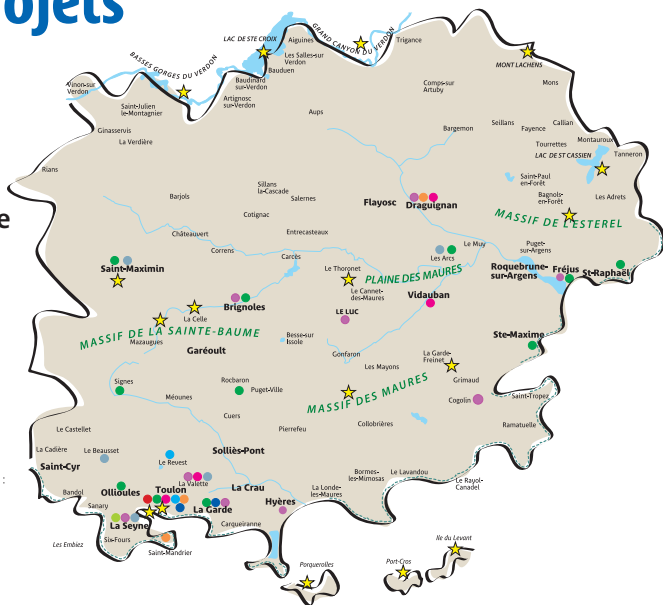 ojets
LAC DE STE CROIX
GRAND CANYON DU VERDON
Aiguines
Trigance
BASSES GORGES DU VERDON
Les Salles-sur
Verdon
Bauduen
MONT LACHENS
Vinon-sur
Verdon
Baudinard
sur-Verdon
Comps-sur
Artuby
Mons
Saint-Julien
le-Montagnier
Artignosc
sur-Verdon
Aups
Ginasservis
La Verdière
Bargemon
Seillans
Fayence
Callian
Tourrettes
Montauroux
LAC DE ST CASSIEN
Tanneron
Rians
Saint-Paul
en-Forêt
Barjols
Sillans
la-Cascade
Salernes
Flayosc
Draguignan
Bagnols-
en-Forêt
Les Adrets
e
Cotignac
MASSIF DE L'ESTEREL
Châteauvert
Entrecasteaux
Correns
Carcès
Les Arcs
Le Muy
Puget-
sur-Argens
Saint-Maximin
Le Thoronet
PLAINE DES MAURES
Roquebrune-
sur-Argens
Fréjus
St-Raphaël
Le Cannet
des-Maures
Vidauban
Brignoles
La Celle
LE LUC
MASSIF DE LA SAINTE-BAUME
Mazaugues
Besse-sur
Issole
Ste-Maxime
Garéoult
Gonfaron
La Garde-
Freinet
Les Mayons
Signes
Rocbaron
Puget-Ville
MASSIF DES MAURES
Grimaud
Méounes
Cogolin
Saint-Tropez
Cuers
Pierrefeu
Collobrières
Ramatuelle
Le Castellet
La Cadière
Le Beausset
Solliès-Pont
Saint-Cyr
Le Revest
Bormes-
les-Mimosas
Le Lavandou
:
La Valette
Le Rayol-
Canadel
Bandol
Ollioules
Toulon
La Crau
La Londe-
les-Maures
Sanary
La Garde
Hyères
La Seyne
Carqueiranne
Les Embiez
Six-Fours
Saint-Mandrier
Ile du Levant
Porquerolles
Port-Cros